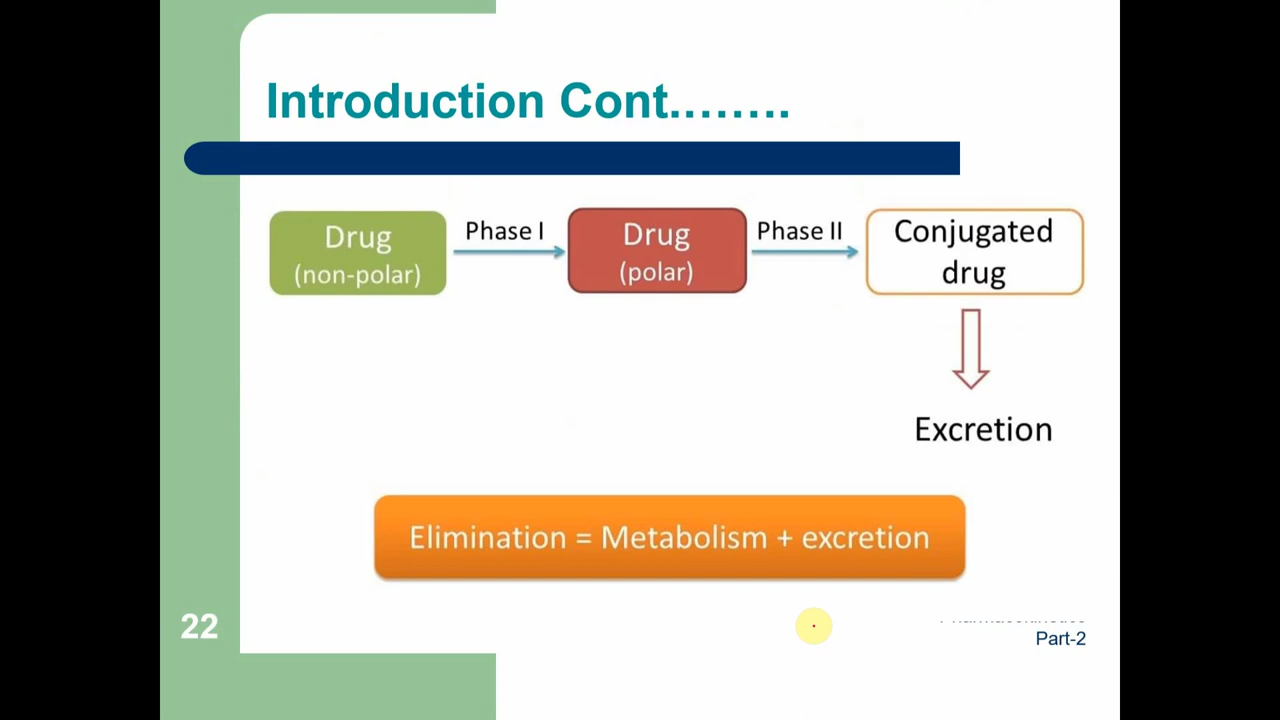 Introduction Cont........
Drug
(non-polar)
Phase I
Drug
(polar)
Phase II
Conjugated
drug
Excretion
Elimination = Metabolism + excretion
22
Part-2